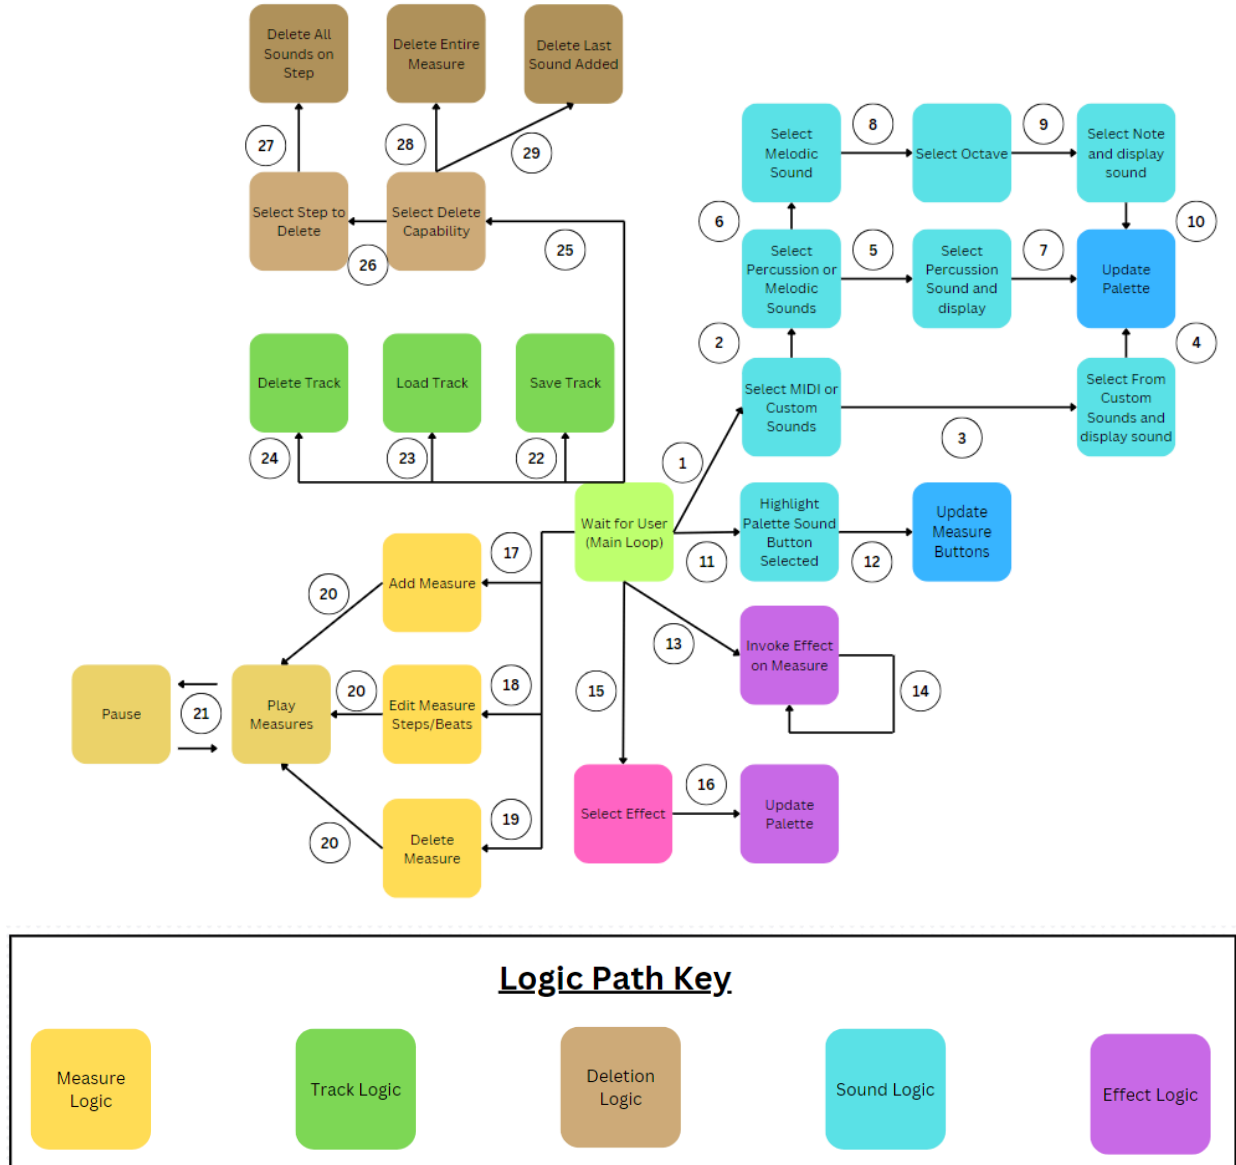 Delete All
Sounds on
Step
Delete Entire
Measure
Delete Last
Sound Added
27
28
29
Select Step to
Delete
Select Delete
Capability
26
25
Select
Melodic
Sound
8
Select Octave
9
Select Note
and display
sound
6
10
Select
Percussion or
Melodic
Sounds
5
Select
Percussion
Sound and
display
7
Update
Palette
2
4
Select MIDI or
Custom
Sounds
3
Select From
Custom
Sounds and
display sound
1
Delete Track
Load Track
Save Track
24
23
22
Wait for User
(Main Loop)
11
Highlight
Palette Sound
Button
Selected
12
Update
Measure
Buttons
17
Add Measure
20
13
Invoke Effect
on Measure
14
15
Pause
21
Play
Measures
20
Edit Measure
Steps/Beats
18
Select Effect
16
Update
Palette
19
Delete
Measure
20
Logic Path Key
Measure
Logic
Track Logic
Deletion
Logic
Sound Logic
Effect Logic